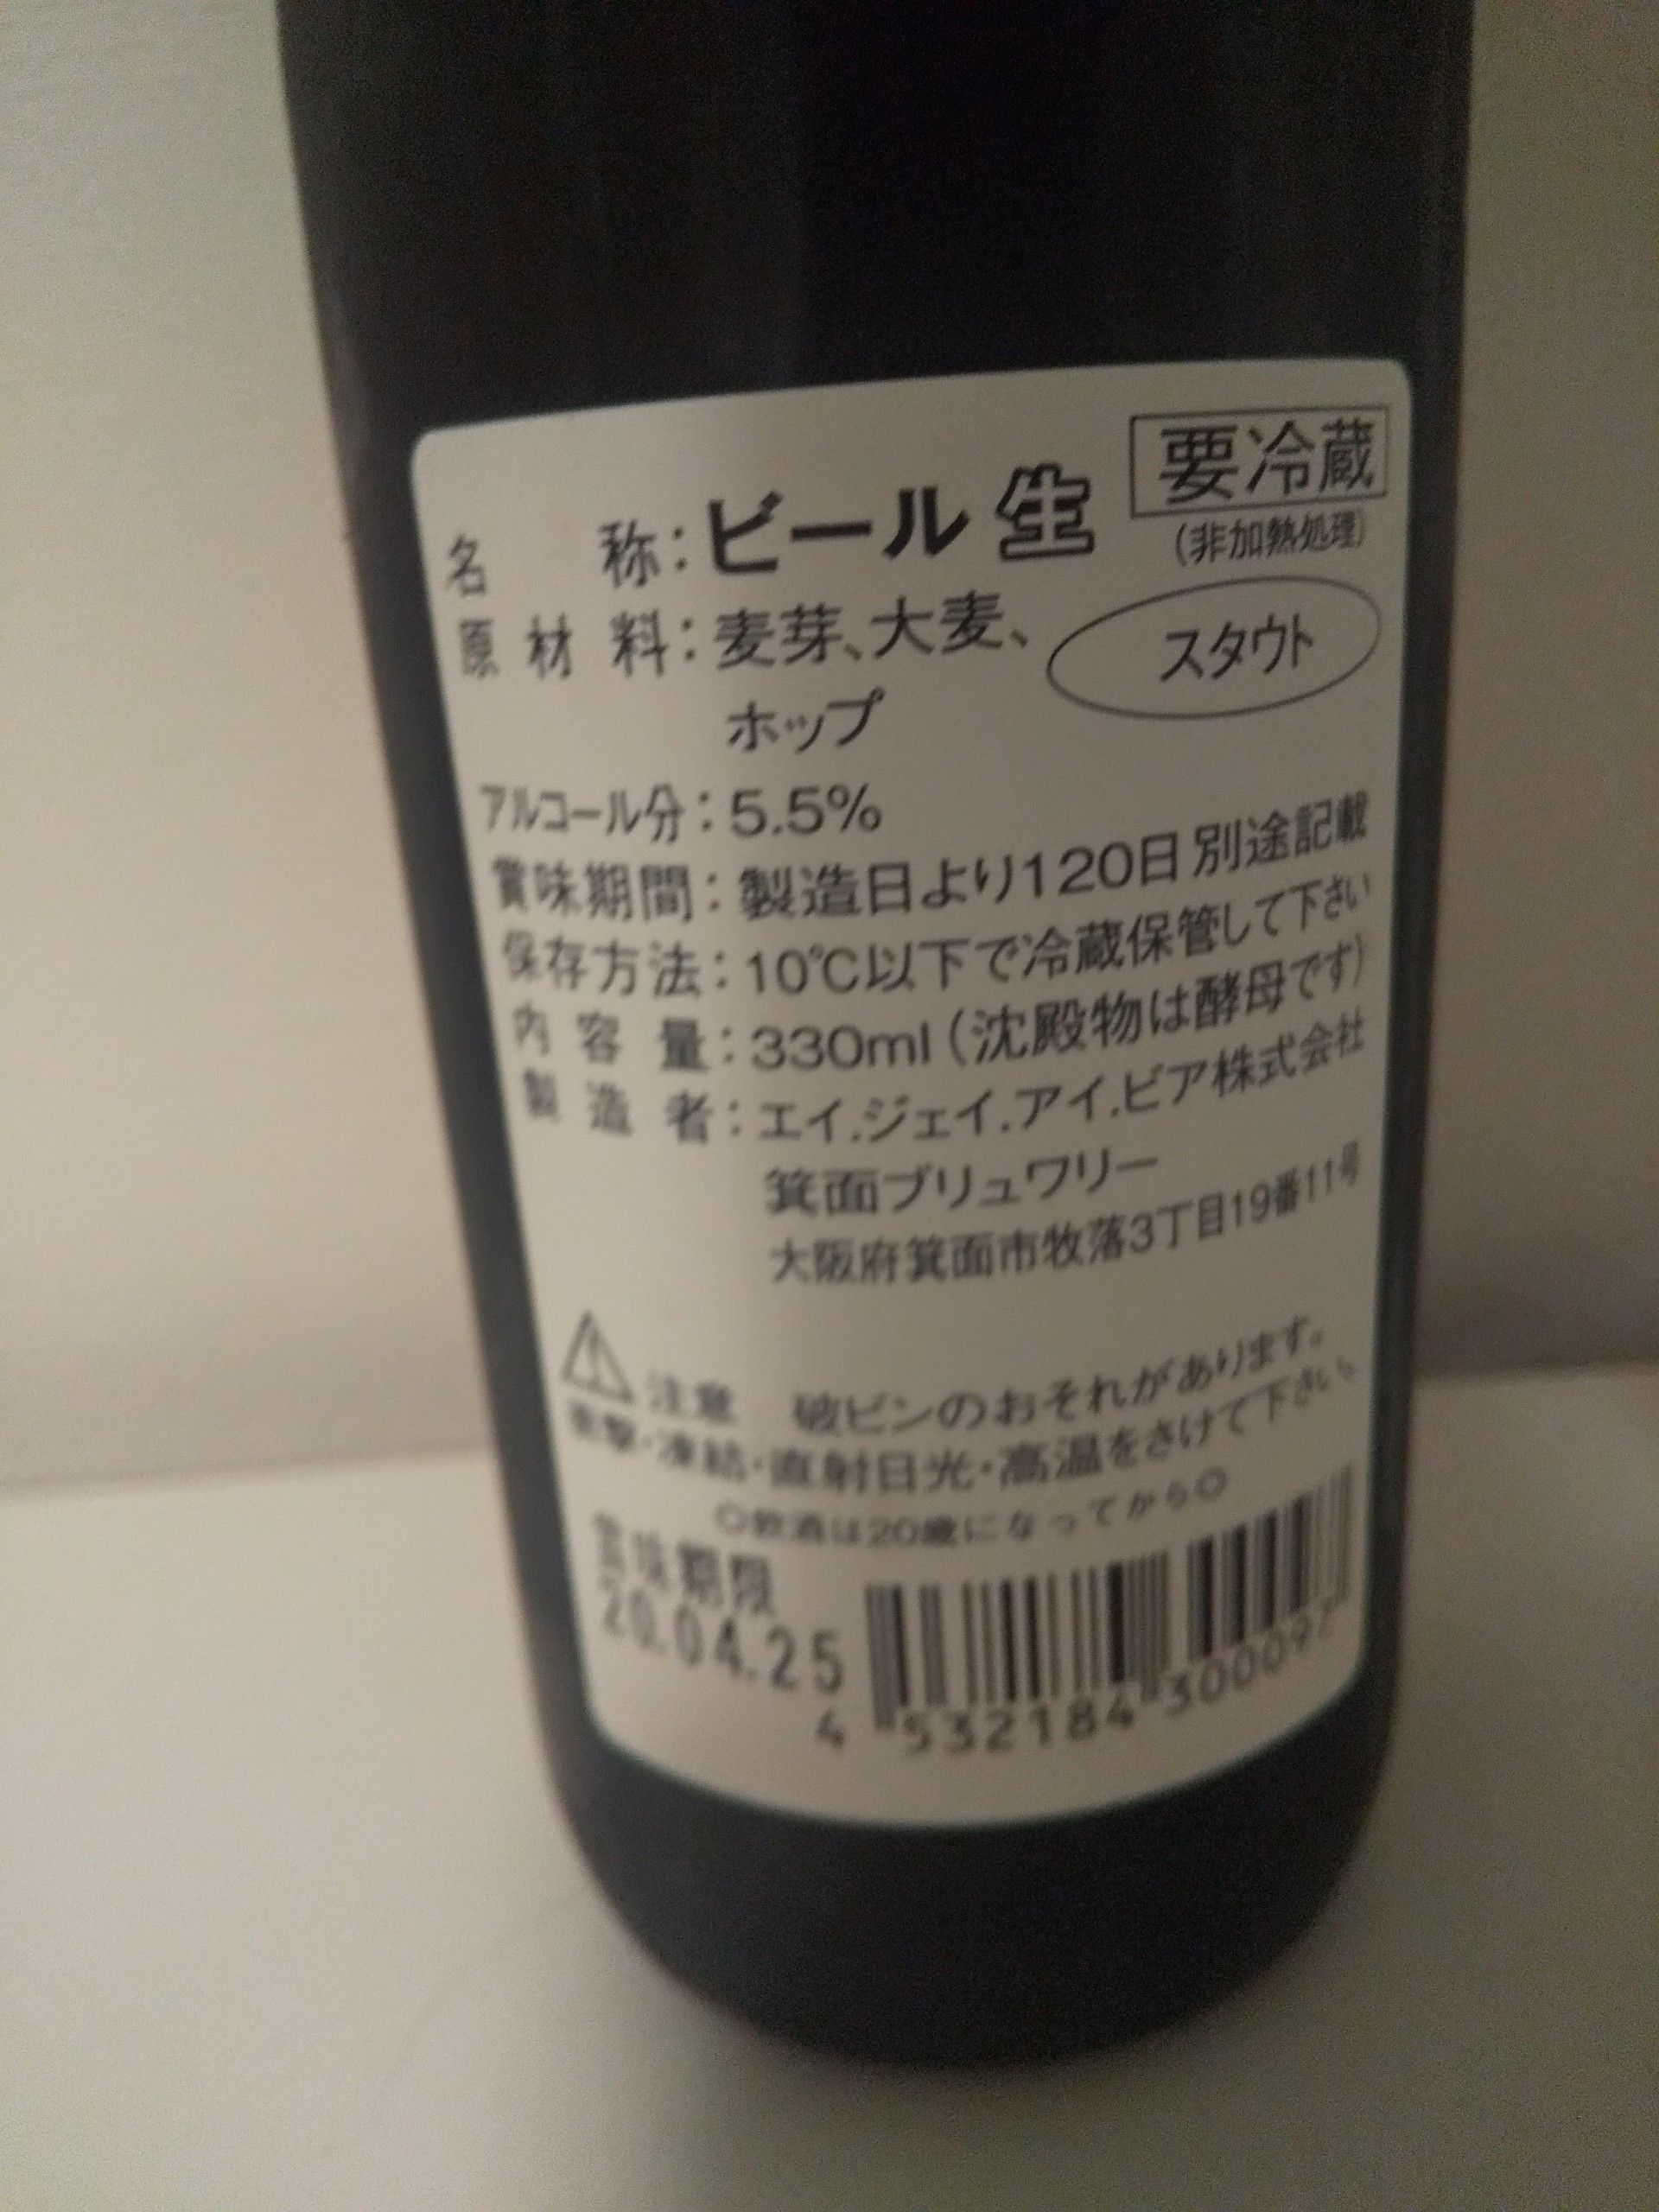 要冷蔵
名称：ビール 生
(非加熱処理)
原材料：麦芽、大麦、
スタウト
ホップ
アルコール分：5.5%
賞味期間：製造日より120日 別途記載
保存方法：10℃以下で冷蔵保管して下さい
内容量：330ml（沈殿物は酵母です）
製造者：エイ.ジェイ.アイ.ビア株式会社
箕面ブリュワリー
大阪府箕面市牧落3丁目19番11号
注意 破ビンのおそれがあります。
衝撃・凍結・直射日光・高温をさけて下さい。
○飲酒は20歳になってから○
賞味期限
20.04.25
4 532184 300097